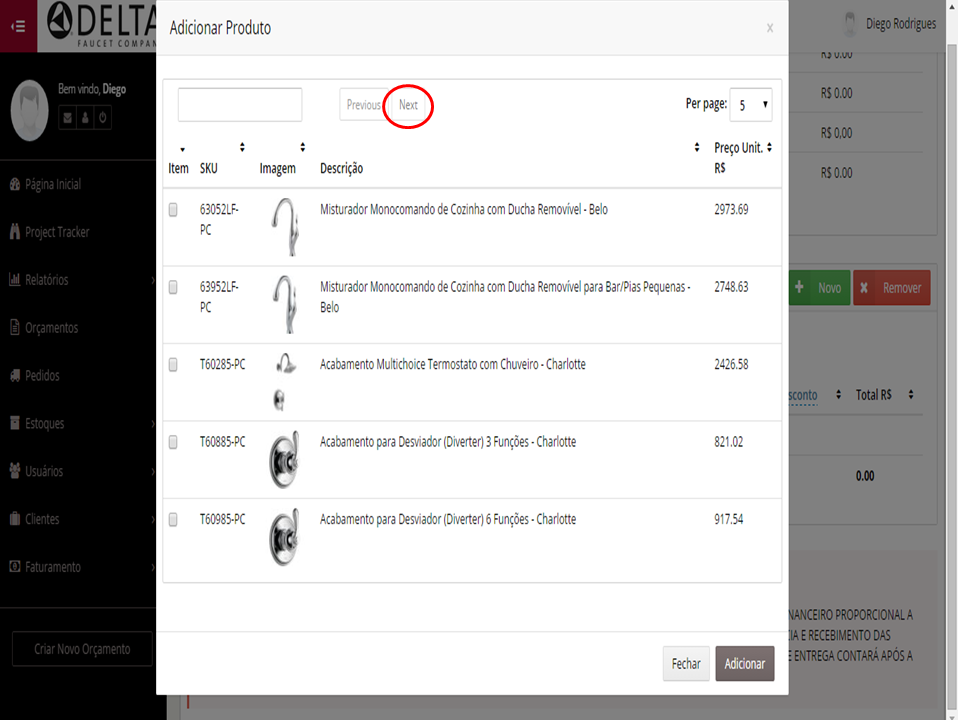 DELTA
FAUCET COMPAN
Adicionar Produto
×
Diego Rodrigues
Bem vindo, Diego
Página Inicial
Project Tracker
Relatórios
Orçamentos
Pedidos
Estoques
Usuários
Clientes
Faturamento
Criar Novo Orçamento
Previous
Next
Per page: 5
Item
SKU
Imagem
Descrição
Preço Unit.
R$
63052LF-
PC
Misturador Monocomando de Cozinha com Ducha Removível - Belo
2973.69
63952LF-
PC
Misturador Monocomando de Cozinha com Ducha Removível para Bar/Pias Pequenas -
Belo
2748.63
T60285-PC
Acabamento Multichoice Termostato com Chuveiro - Charlotte
2426.58
T60885-PC
Acabamento para Desviador (Diverter) 3 Funções - Charlotte
821.02
T60985-PC
Acabamento para Desviador (Diverter) 6 Funções - Charlotte
917.54
Fechar
Adicionar
R$ 0.00
R$ 0.00
R$ 0,00
R$ 0.00
Novo
Remover
sconto
Total R$
0.00
NANCEIRO PROPORCIONAL A
CIA E RECEBIMENTO DAS
E ENTREGA CONTARÁ APÓS A